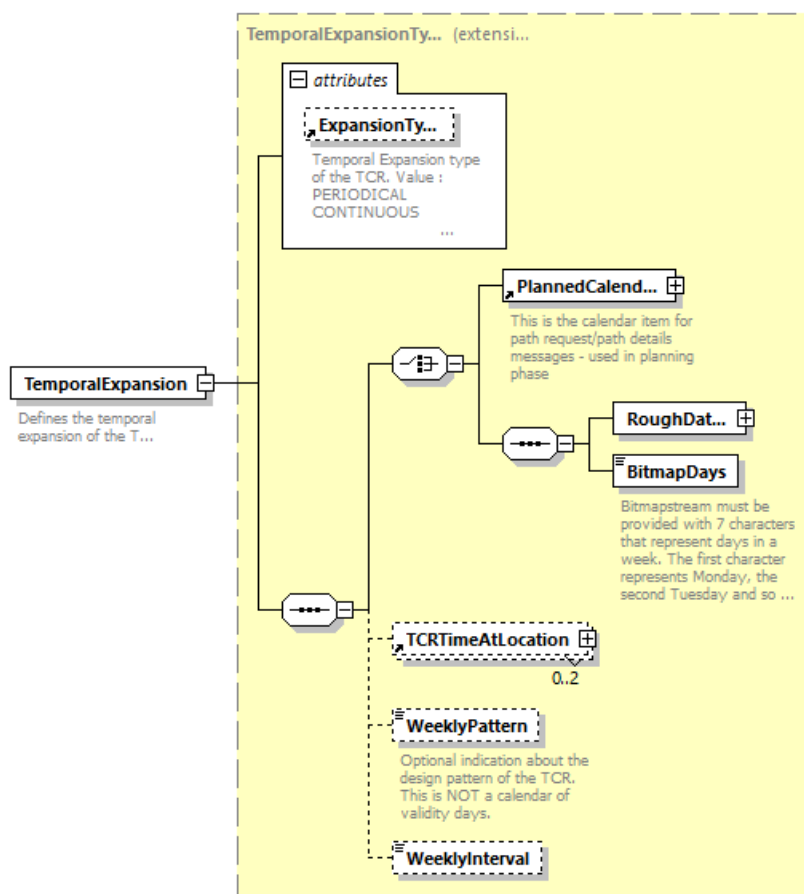 TemporalExpansionTy... (extensi...
attributes
ExpansionTy...
Temporal Expansion type
of the TCR. Value :
PERIODICAL
CONTINUOUS
...
PlannedCalend...
This is the calendar item for
path request/path details
messages - used in planning
phase
TemporalExpansion
Defines the temporal
expansion of the T...
RoughDat...
BitmapDays
Bitmapstream must be
provided with 7 characters
that represent days in a
week. The first character
represents Monday, the
second Tuesday and so ...
TCRTimeAtLocation
0..2
WeeklyPattern
Optional indication about the
design pattern of the TCR.
This is NOT a calendar of
validity days.
WeeklyInterval